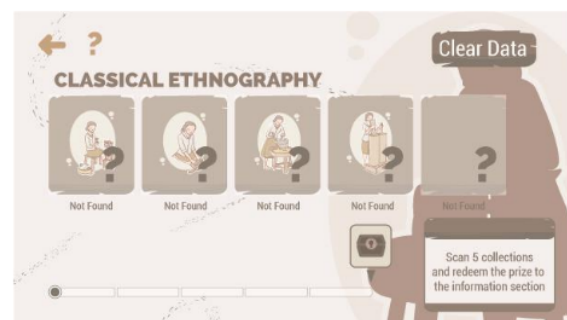 ?
Clear Data
CLASSICAL ETHNOGRAPHY
? ? ? ? ?
Not Found Not Found Not Found Not Found Not Found
Scan 5 collections
and redeem the prize to
the information section